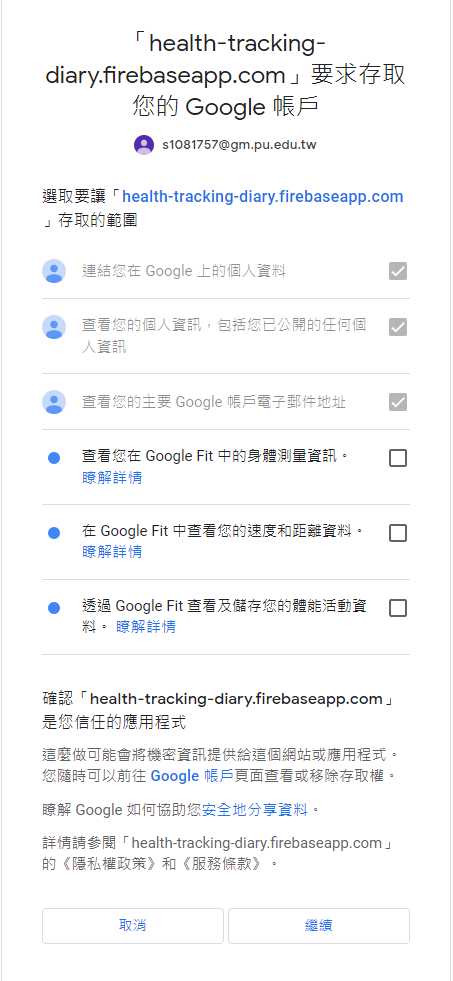 「health-tracking-
diary.firebaseapp.com」要求存取
您的 Google 帳戶
s1081757@gm.pu.edu.tw
選取要讓「health-tracking-diary.firebaseapp.com
」存取的範圍
連結您在 Google 上的個人資料
查看您的個人資訊，包括您已公開的任何個
人資訊
查看您的主要 Google 帳戶電子郵件地址
查看您在 Google Fit 中的身體測量資訊。
瞭解詳情
在 Google Fit 中查看您的速度和距離資料。
瞭解詳情
透過 Google Fit 查看及儲存您的體能活動資
料。 瞭解詳情
確認「health-tracking-diary.firebaseapp.com」
是您信任的應用程式
這麼做可能會將機密資訊提供給這個網站或應用程式。
您隨時可以前往 Google 帳戶頁面查看或移除存取權。
瞭解 Google 如何協助您安全地分享資料。
詳情請參閱「health-tracking-diary.firebaseapp.com」
的《隱私權政策》和《服務條款》。
取消
繼續